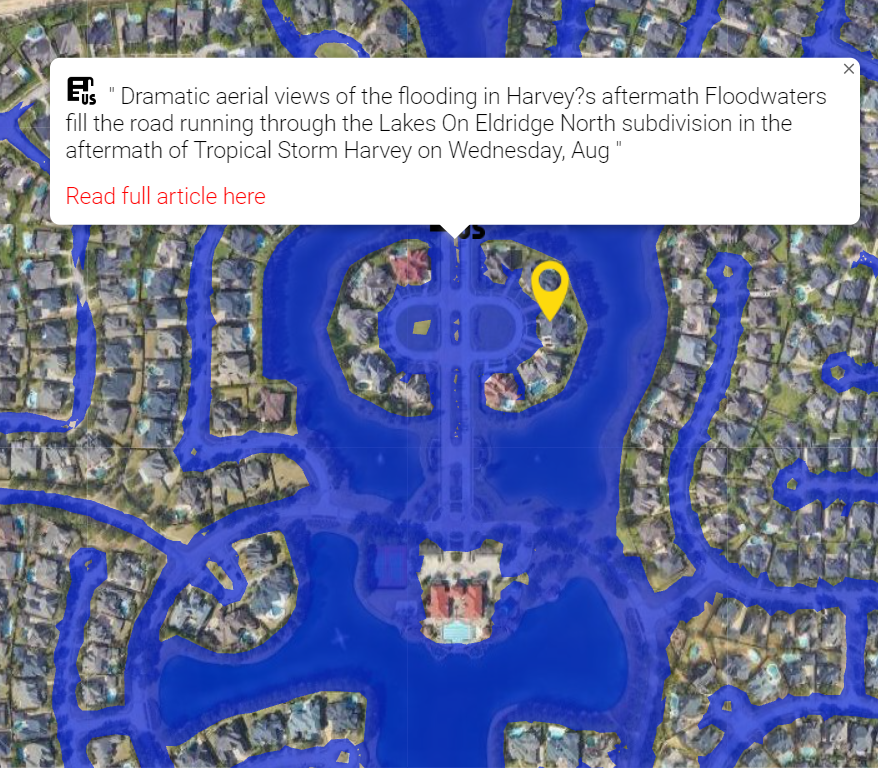 " Dramatic aerial views of the flooding in Harvey?s aftermath Floodwaters
fill the road running through the Lakes On Eldridge North subdivision in the
aftermath of Tropical Storm Harvey on Wednesday, Aug "
Read full article here